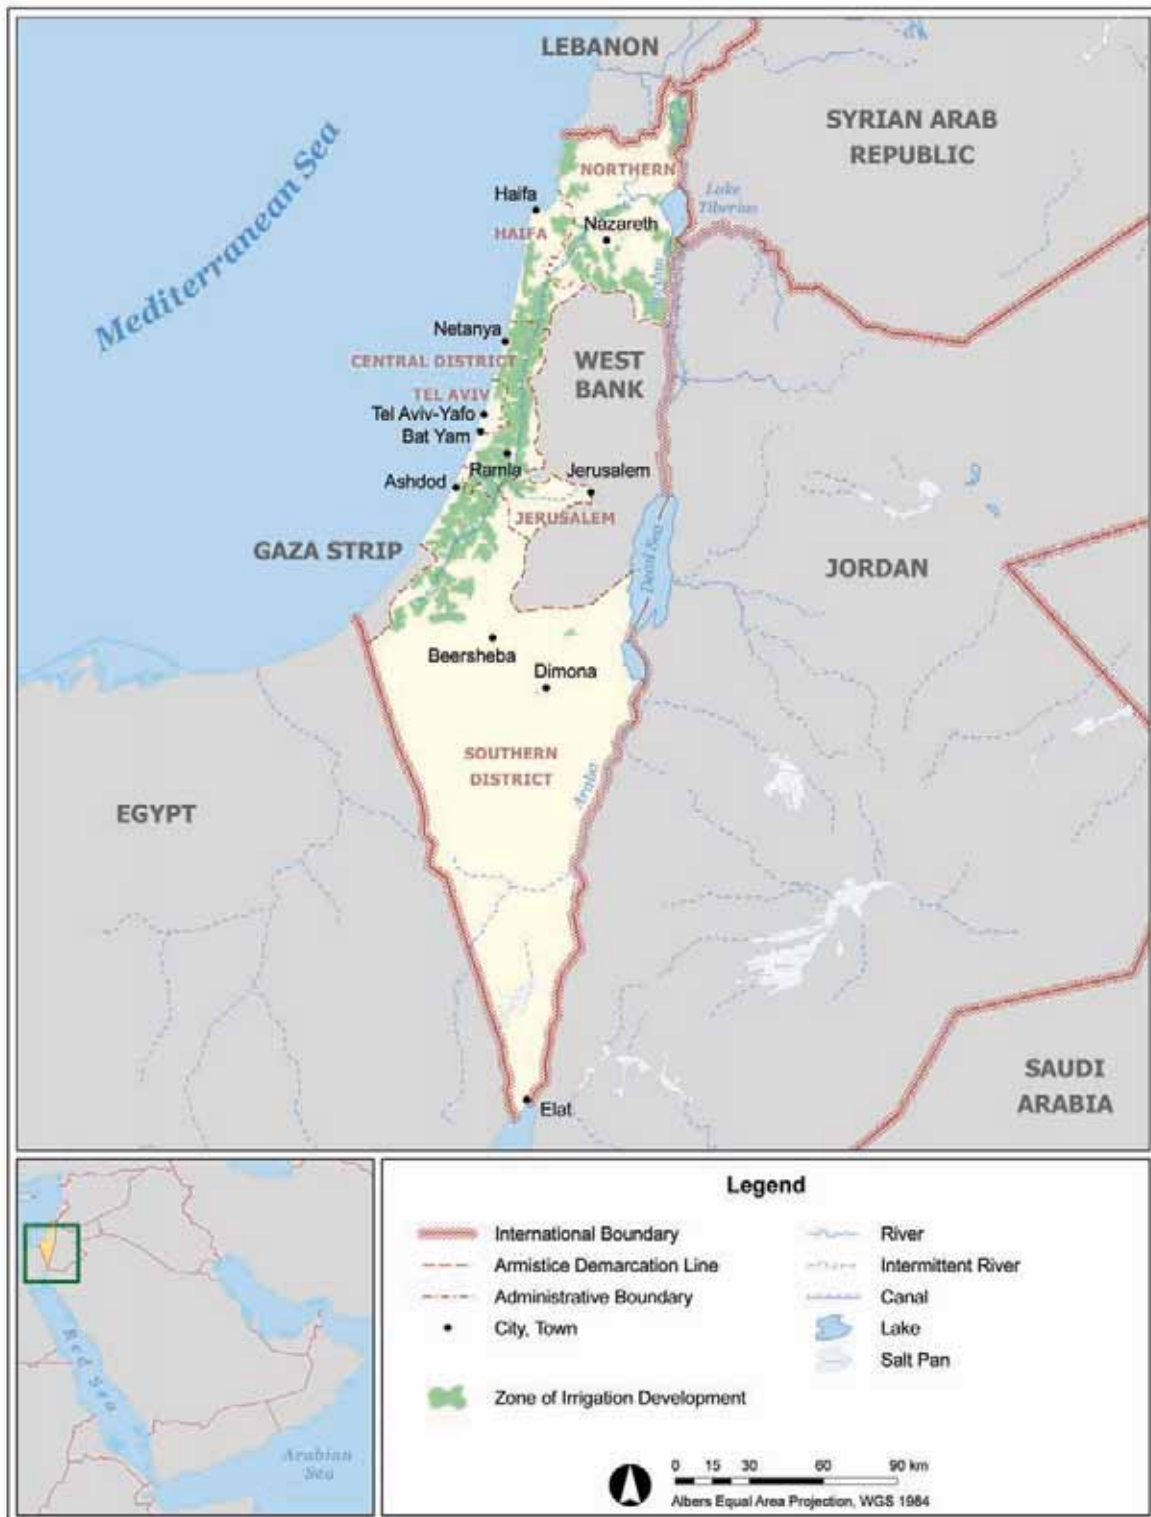 LEBANON
SYRIAN ARAB
REPUBLIC
Mediterranean Sea
NORTHERN
Haifa
Lake
Tiberias
HAIFA
Nazareth
Jordan
Netanya
CENTRAL DISTRICT
WEST
BANK
TEL AVIV
Tel Aviv-Yafo
Bat Yam
Ramla
Jerusalem
Ashdod
JERUSALEM
GAZA STRIP
Dead Sea
JORDAN
Beersheba
Dimona
SOUTHERN
DISTRICT
Araba
EGYPT
SAUDI
ARABIA
Elat
Red Sea
Arabian
Sea
Legend
International Boundary
Armistice Demarcation Line
Administrative Boundary
City, Town
Zone of Irrigation Development
River
Intermittent River
Canal
Lake
Salt Pan
0 15 30 60 90 km
Albers Equal Area Projection, WGS 1984